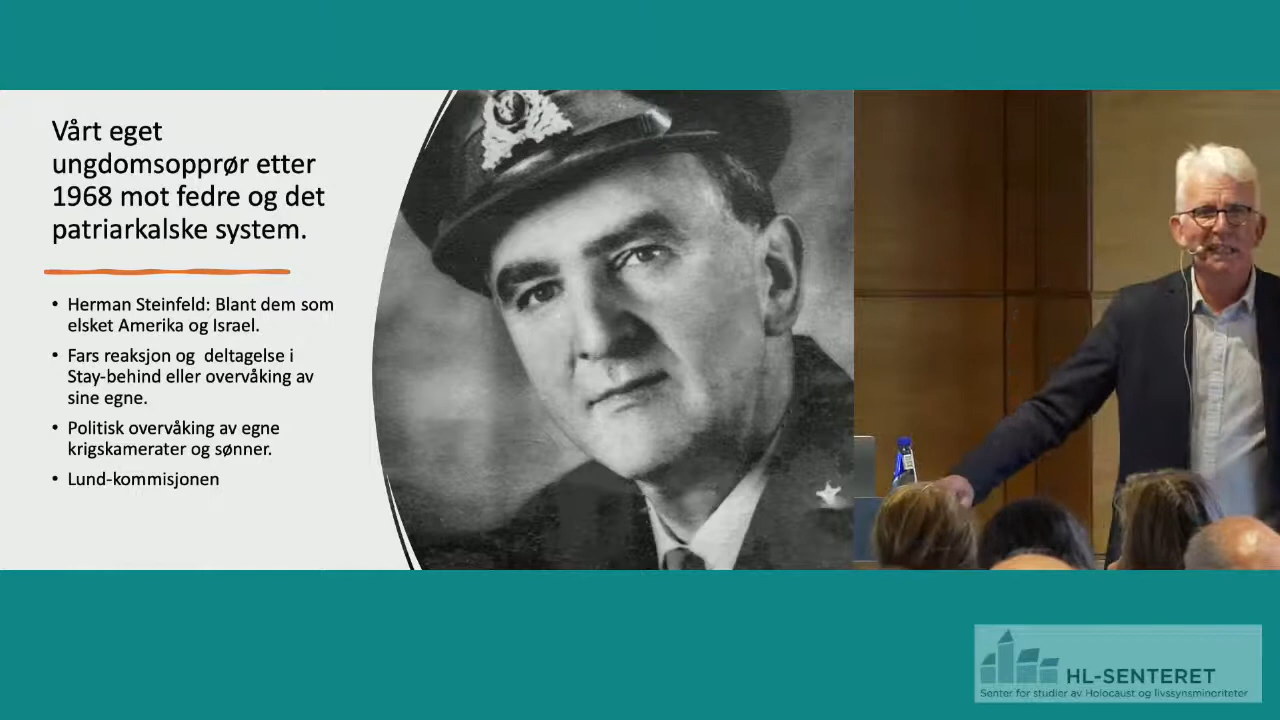 Vårt eget
ungdomsopprør etter
1968 mot fedre og det
patriarkalske system.
• Herman Steinfeld: Blant dem som
elsket Amerika og Israel.
• Fars reaksjon og  deltagelse i
Stay-behind eller overvåking av
sine egne.
• Politisk overvåking av egne
krigskamerater og sønner.
• Lund-kommisjonen
HL-SENTERET
Senter for studier av Holocaust og livssynsminoriteter